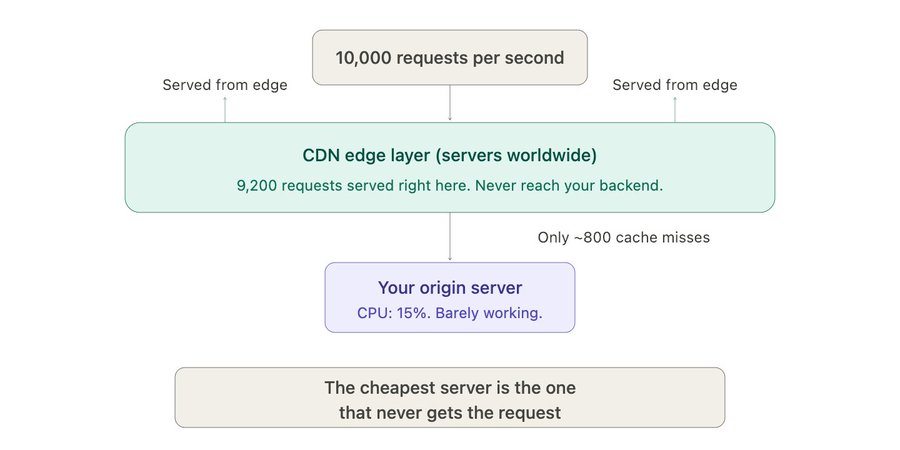 10,000 requests per second
Served from edge
Served from edge
CDN edge layer (servers worldwide)
9,200 requests served right here. Never reach your backend.
Only ~800 cache misses
Your origin server
CPU: 15%. Barely working.
The cheapest server is the one
that never gets the request